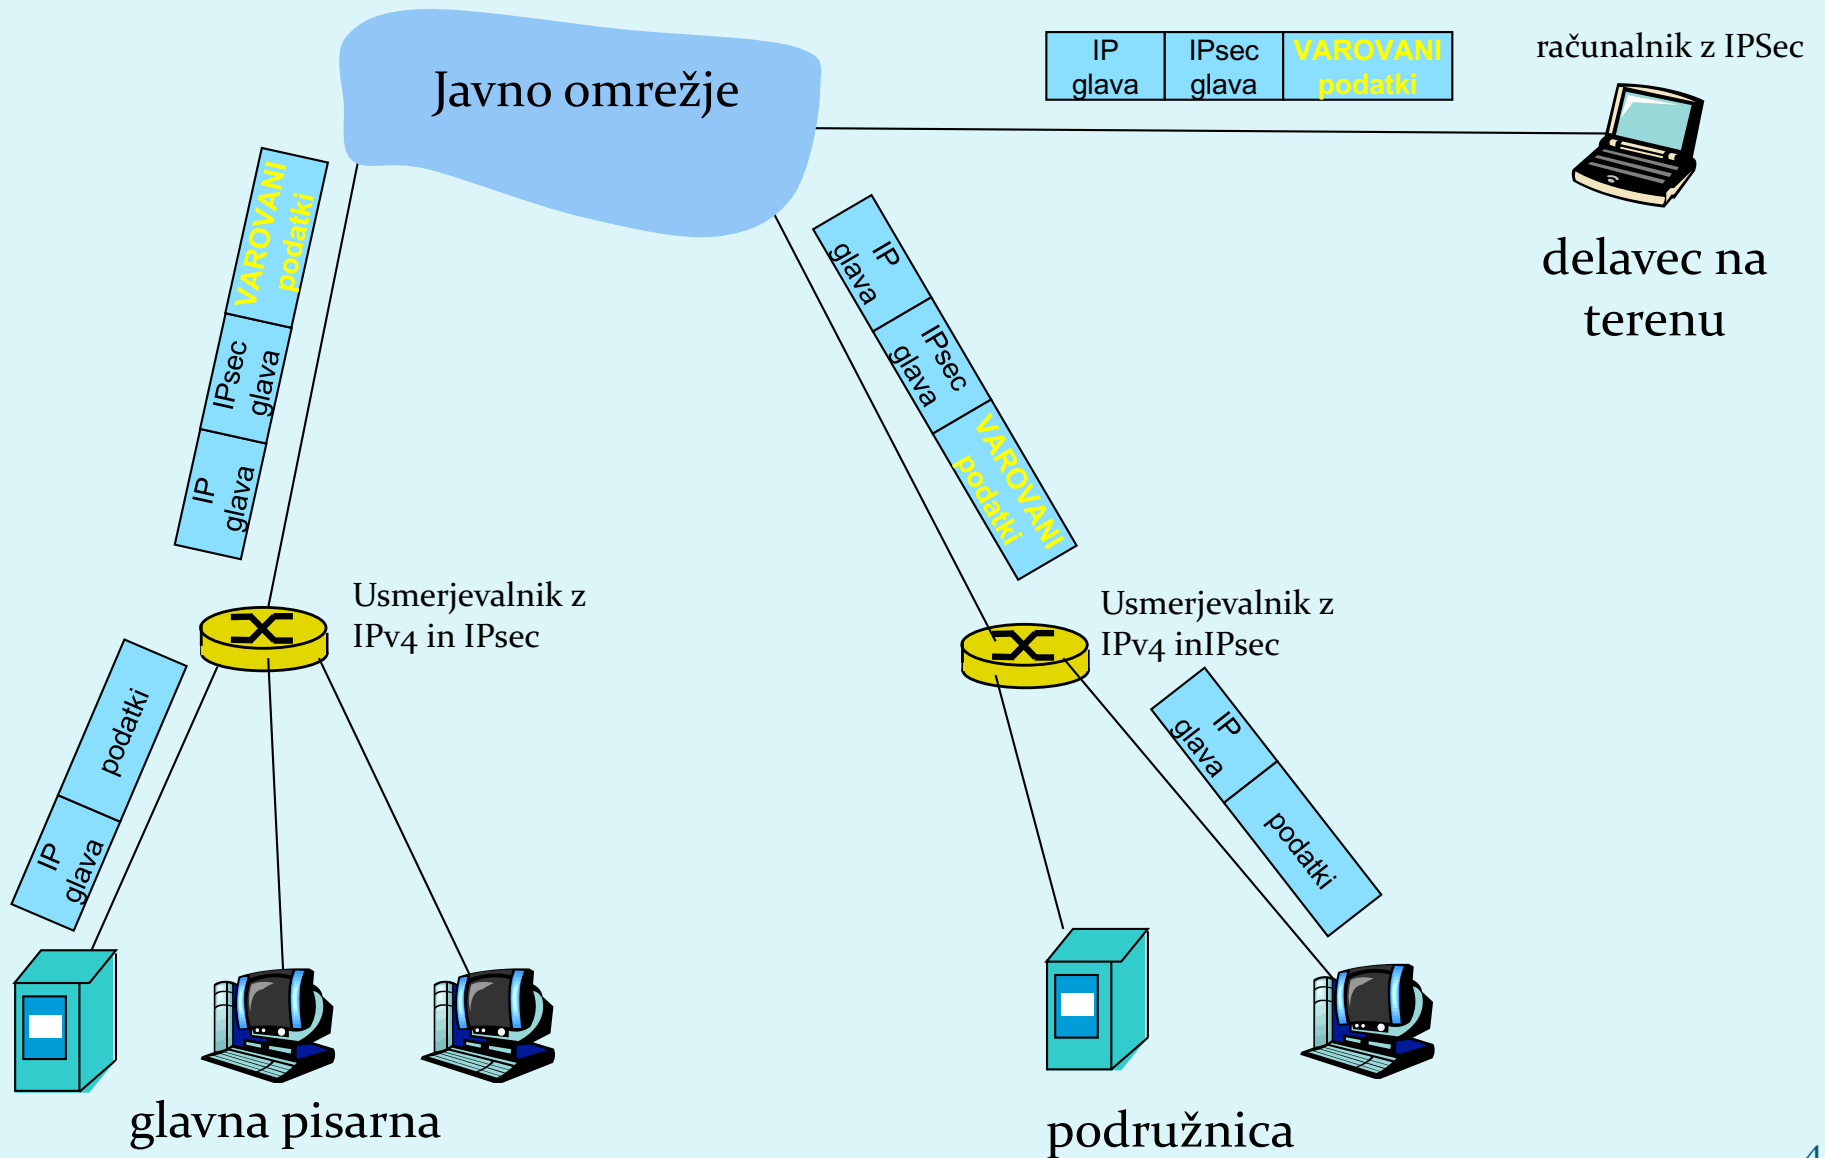 Javno omrežje
IP
glava
IPsec
glava
VAROVANI
podatki
računalnik z IPSec
delavec na
terenu
VAROVANI
podatki
IPsec
glava
IP
glava
IP
glava
IPsec
glava
VAROVANI
podatki
Usmerjevalnik z
IPv4 in IPsec
Usmerjevalnik z
IPv4 inIPsec
podatki
IP
glava
IP
glava
podatki
glavna pisarna
podružnica
4